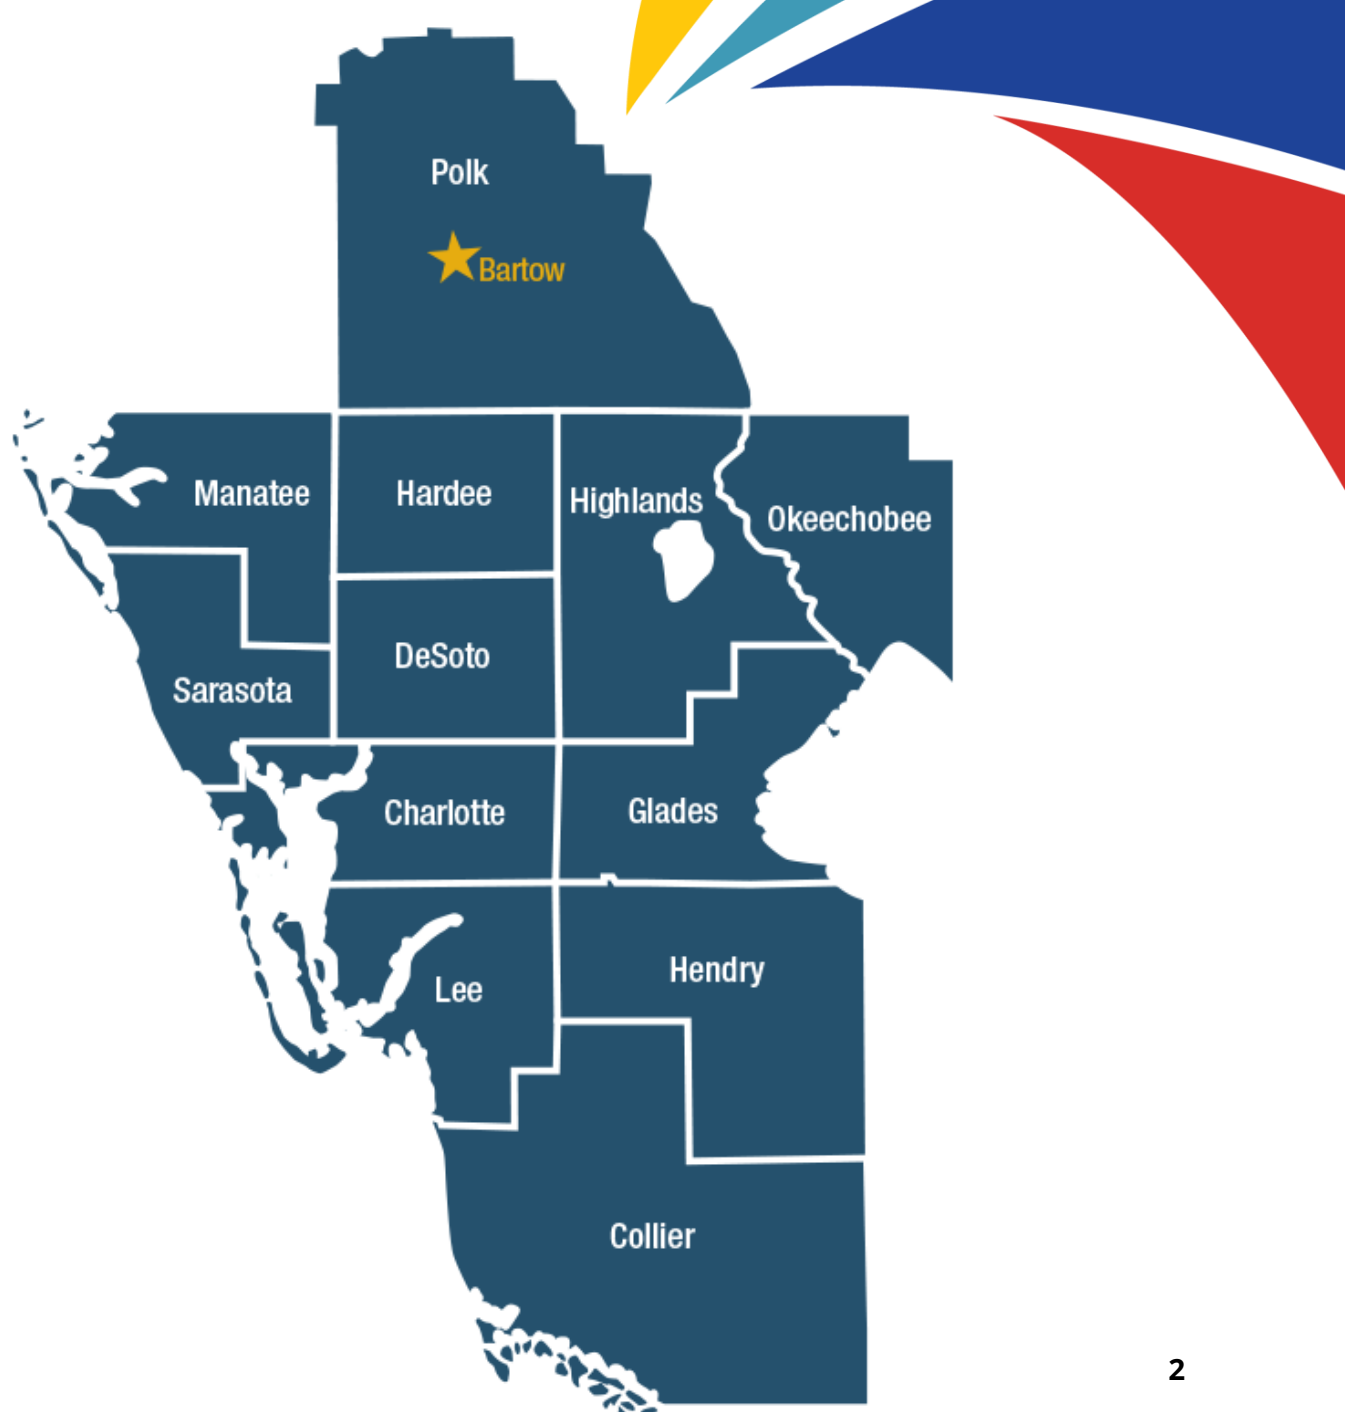 Polk
Bartow
Manatee
Hardee
Highlands
Okeechobee
DeSoto
Sarasota
Charlotte
Glades
Hendry
Lee
Collier
2